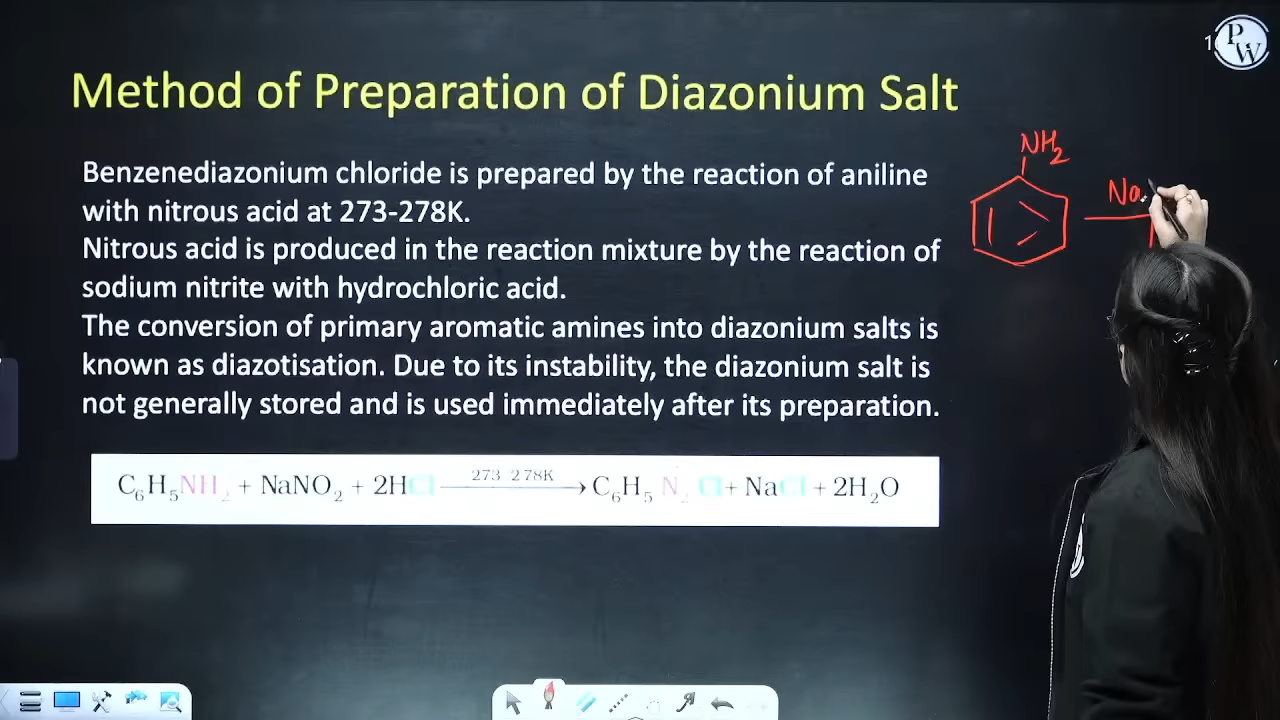 Method of Preparation of Diazonium Salt
Benzenediazonium chloride is prepared by the reaction of aniline
with nitrous acid at 273-278K.
Nitrous acid is produced in the reaction mixture by the reaction of
sodium nitrite with hydrochloric acid.
The conversion of primary aromatic amines into diazonium salts is
known as diazotisation. Due to its instability, the diazonium salt is
not generally stored and is used immediately after its preparation.
C₆H₅NH₂ + NaNO₂ + 2HCl 273 278K → C₆H₅ N₂ Cl + NaCl + 2H₂O
NH₂
Na
PW